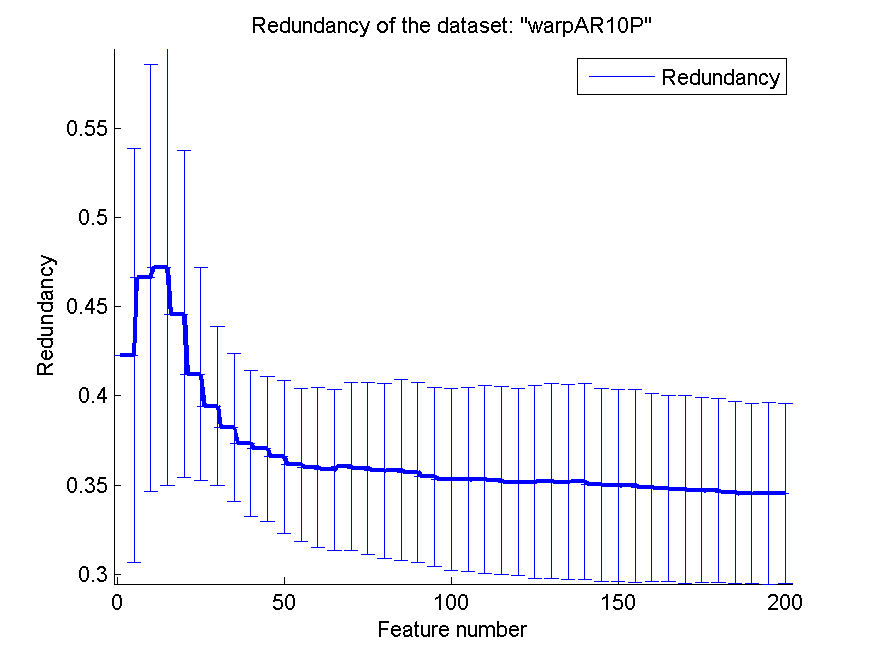 Redundancy of the dataset: "warpAR10P"
Redundancy
0.55
0.5
0.45
0.4
0.35
0.3
Redundancy
0
50
100
150
200
Feature number